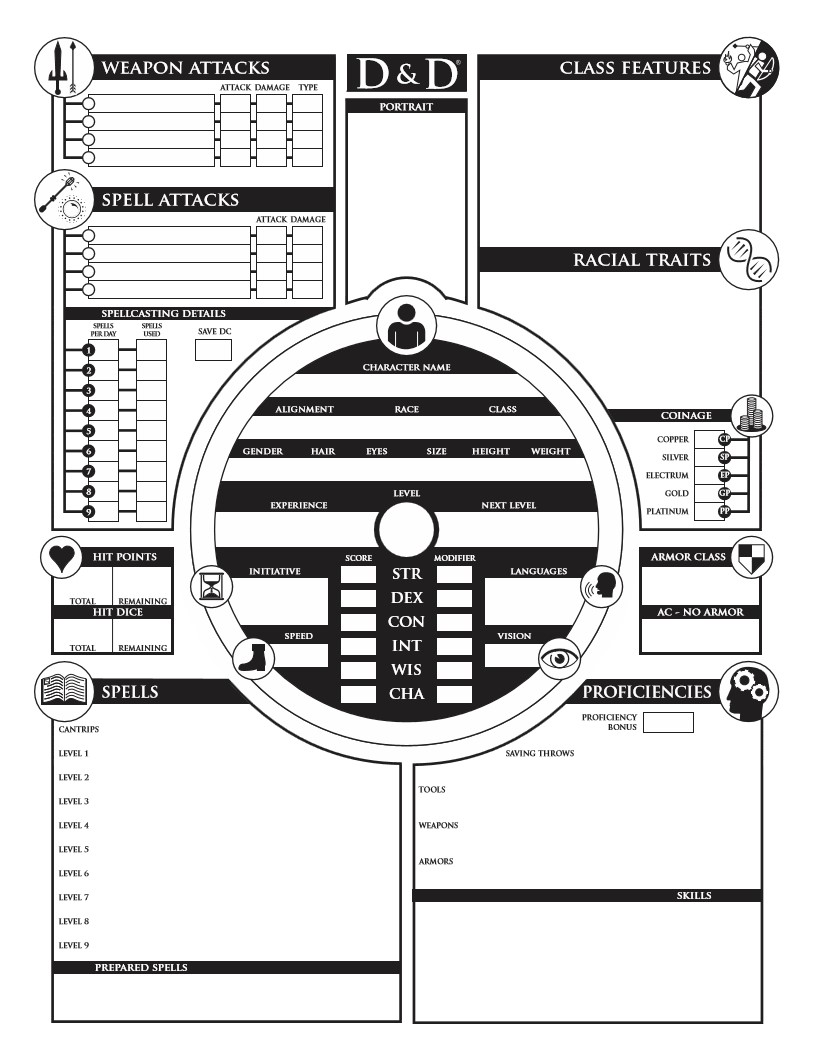 WEAPON ATTACKS
ATTACK DAMAGE TYPE
SPELL ATTACKS
ATTACK DAMAGE
SPELLCASTING DETAILS
SPELLS PER DAY
SPELLS USED
SAVE DC
1
2
3
4
5
6
7
8
9
D&D®
PORTRAIT
CLASS FEATURES
RACIAL TRAITS
COINAGE
COPPER CP
SILVER SP
ELECTRUM EP
GOLD GP
PLATINUM PP
CHARACTER NAME
ALIGNMENT RACE CLASS
GENDER HAIR EYES SIZE HEIGHT WEIGHT
LEVEL
EXPERIENCE NEXT LEVEL
SCORE MODIFIER
INITIATIVE
LANGUAGES
SPEED
VISION
STR
DEX
CON
INT
WIS
CHA
HIT POINTS
TOTAL REMAINING
HIT DICE
TOTAL REMAINING
ARMOR CLASS
AC - NO ARMOR
SPELLS
CANTRIPS
LEVEL 1
LEVEL 2
LEVEL 3
LEVEL 4
LEVEL 5
LEVEL 6
LEVEL 7
LEVEL 8
LEVEL 9
PREPARED SPELLS
PROFICIENCIES
PROFICIENCY
BONUS
SAVING THROWS
TOOLS
WEAPONS
ARMORS
SKILLS